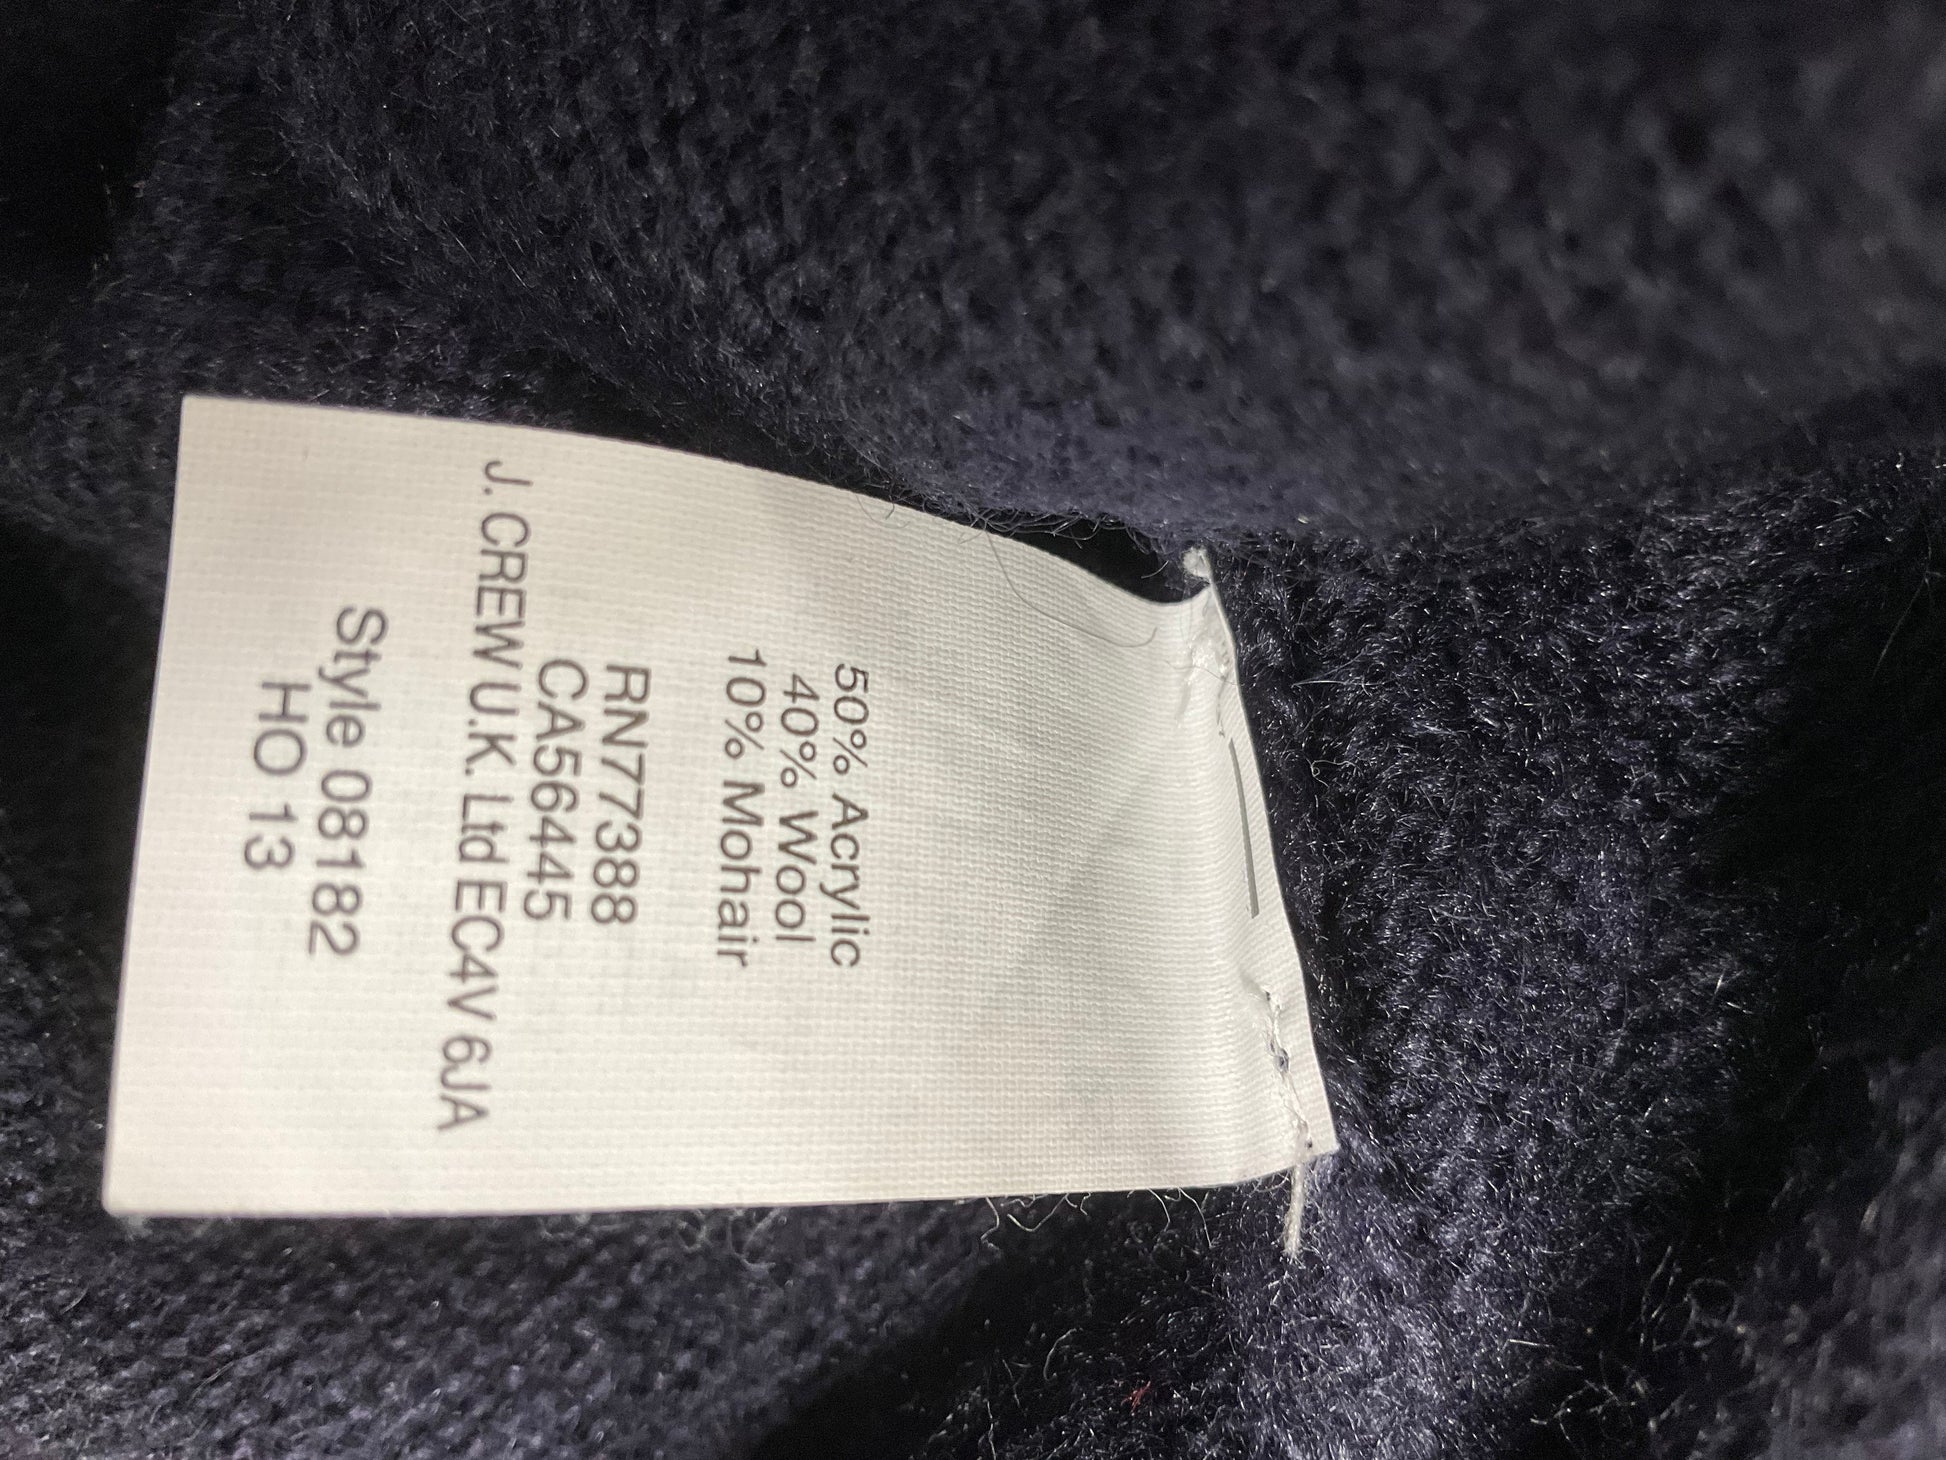 50% Acrylic
40% Wool
10% Mohair
RN77388
CA56445
J. CREW U.K. Ltd EC4V 6JA
Style 08182
HO 13